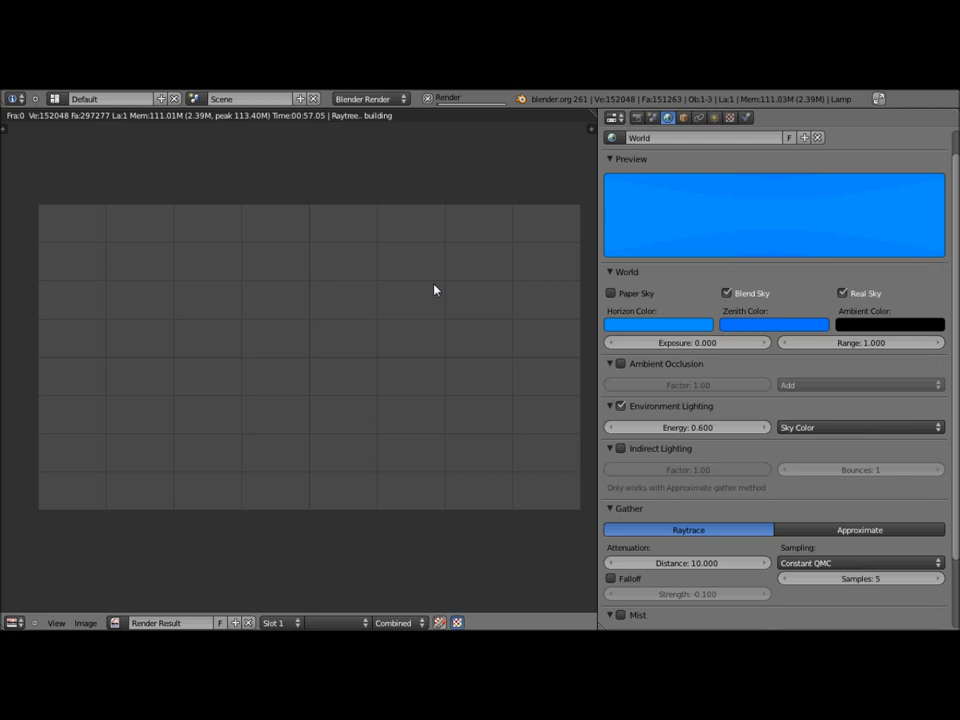 Default Scene Blender Render Render blender.org 261 | Ve:152048 | Fa:151263 | Ob:1-3 | La:1 | Mem:111.03M (2.39M) | Lamp
Fra:0 Ve:152048 Fa:297277 La:1 Mem:111.01M (2.39M, peak 113.40M) Time:00:57.05 | Raytree.. building
World F
Preview
World
Paper Sky Blend Sky Real Sky
Horizon Color: Zenith Color: Ambient Color:
Exposure: 0.000 Range: 1.000
Ambient Occlusion
Factor: 1.00 Add
Environment Lighting
Energy: 0.600 Sky Color
Indirect Lighting
Factor: 1.00 Bounces: 1
Only works with Approximate gather method
Gather
Raytrace Approximate
Attenuation: Sampling:
Distance: 10.000 Constant QMC
Falloff Samples: 5
Strength: -0.100
Mist
View Image Render Result F Slot 1 Combined